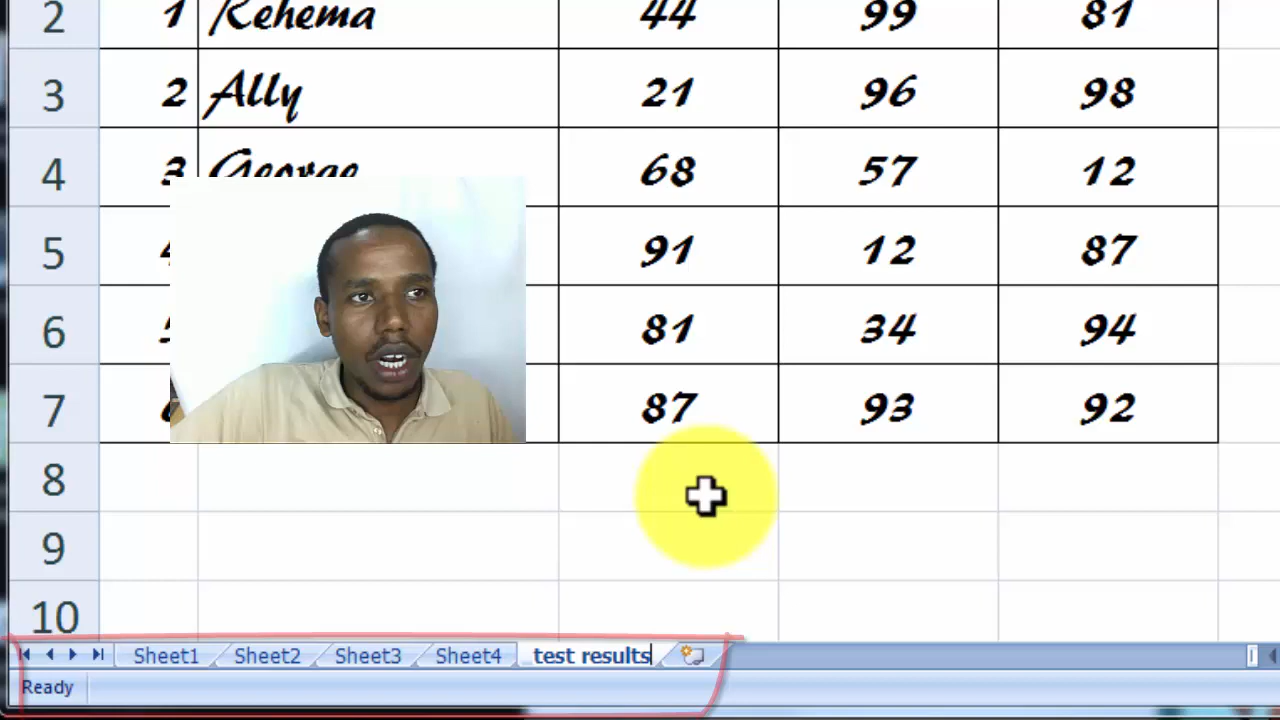 2 1 Rehema 44 99 81
3 2 Ally 21 96 98
4 3 George 68 57 12
5 91 12 87
6 81 34 94
7 87 93 92
8
9
10
Sheet1 Sheet2 Sheet3 Sheet4 test results
Ready